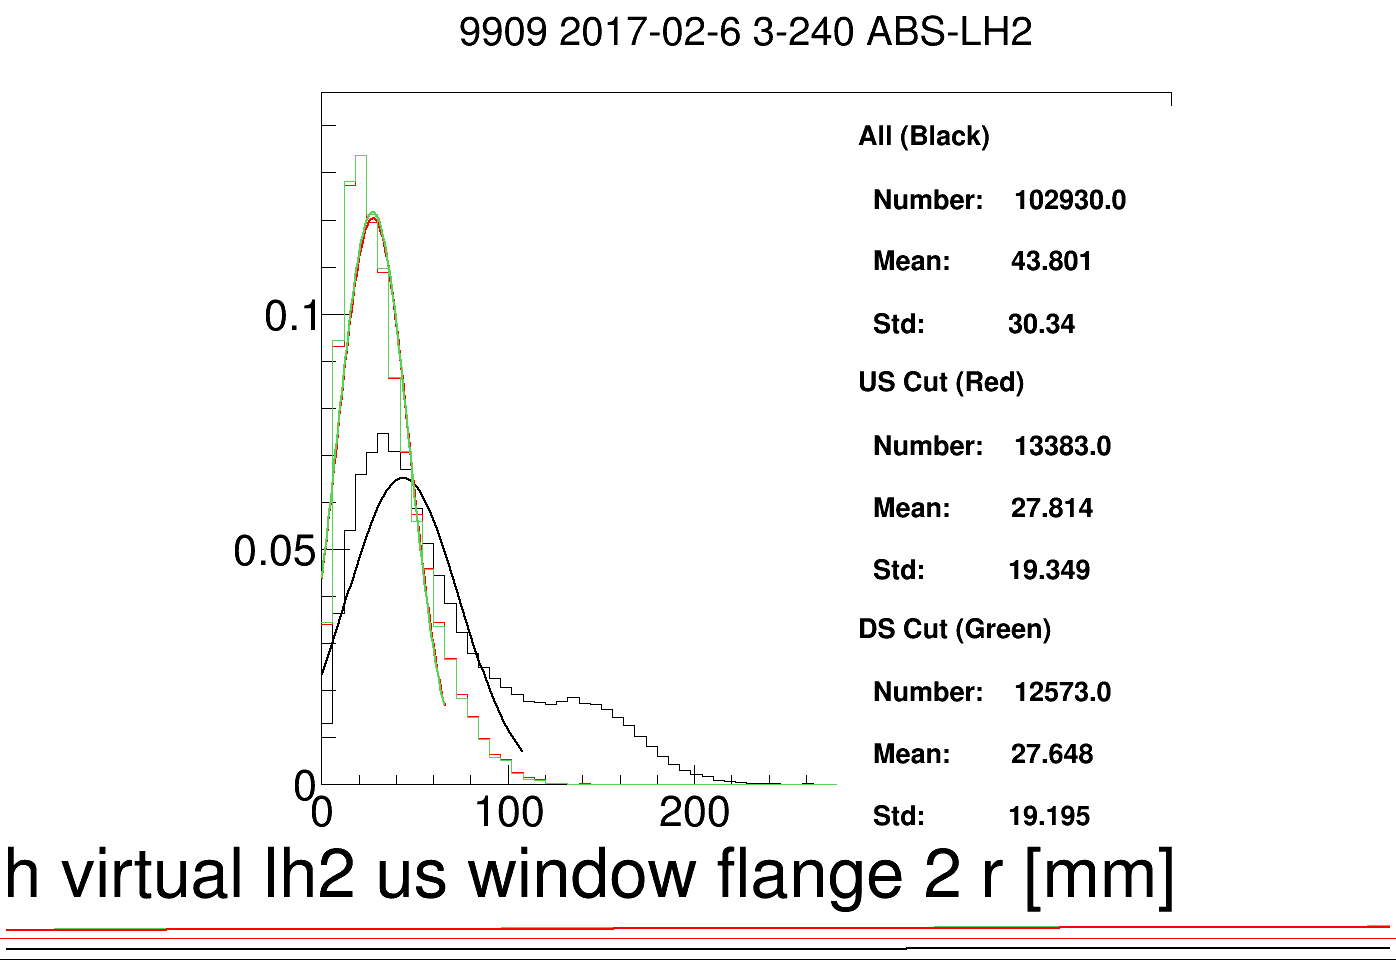 9909 2017-02-6 3-240 ABS-LH2
All (Black)
Number: 102930.0
Mean: 43.801
Std: 30.34
US Cut (Red)
Number: 13383.0
Mean: 27.814
Std: 19.349
DS Cut (Green)
Number: 12573.0
Mean: 27.648
Std: 19.195
0.1
0.05
0
0 100 200
h virtual lh2 us window flange 2 r [mm]